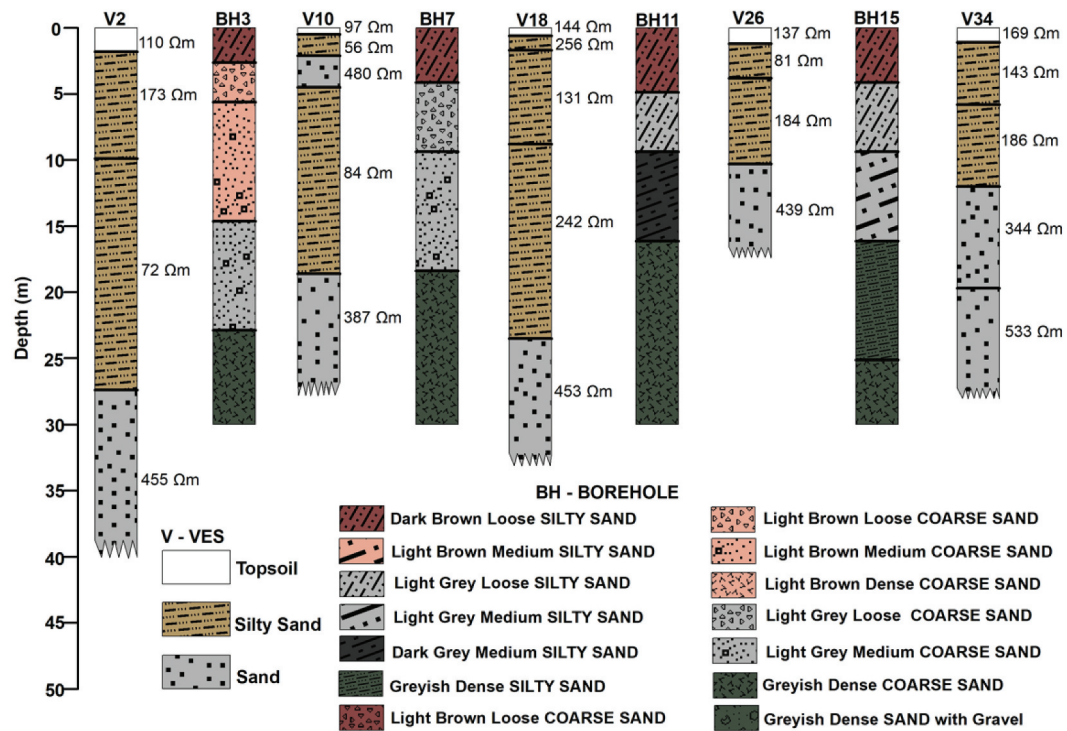 V2 BH3 V10 BH7 V18 BH11 V26 BH15 V34
Depth (m)
0
5
10
15
20
25
30
35
40
45
50
110 Ωm
173 Ωm
72 Ωm
455 Ωm
97 Ωm
56 Ωm
480 Ωm
84 Ωm
387 Ωm
144 Ωm
256 Ωm
131 Ωm
242 Ωm
453 Ωm
137 Ωm
81 Ωm
184 Ωm
439 Ωm
169 Ωm
143 Ωm
186 Ωm
344 Ωm
533 Ωm
V - VES
Topsoil
Silty Sand
Sand
BH - BOREHOLE
Dark Brown Loose SILTY SAND
Light Brown Medium SILTY SAND
Light Grey Loose SILTY SAND
Light Grey Medium SILTY SAND
Dark Grey Medium SILTY SAND
Greyish Dense SILTY SAND
Light Brown Loose COARSE SAND
Light Brown Loose COARSE SAND
Light Brown Medium COARSE SAND
Light Brown Dense COARSE SAND
Light Grey Loose COARSE SAND
Light Grey Medium COARSE SAND
Greyish Dense COARSE SAND
Greyish Dense SAND with Gravel